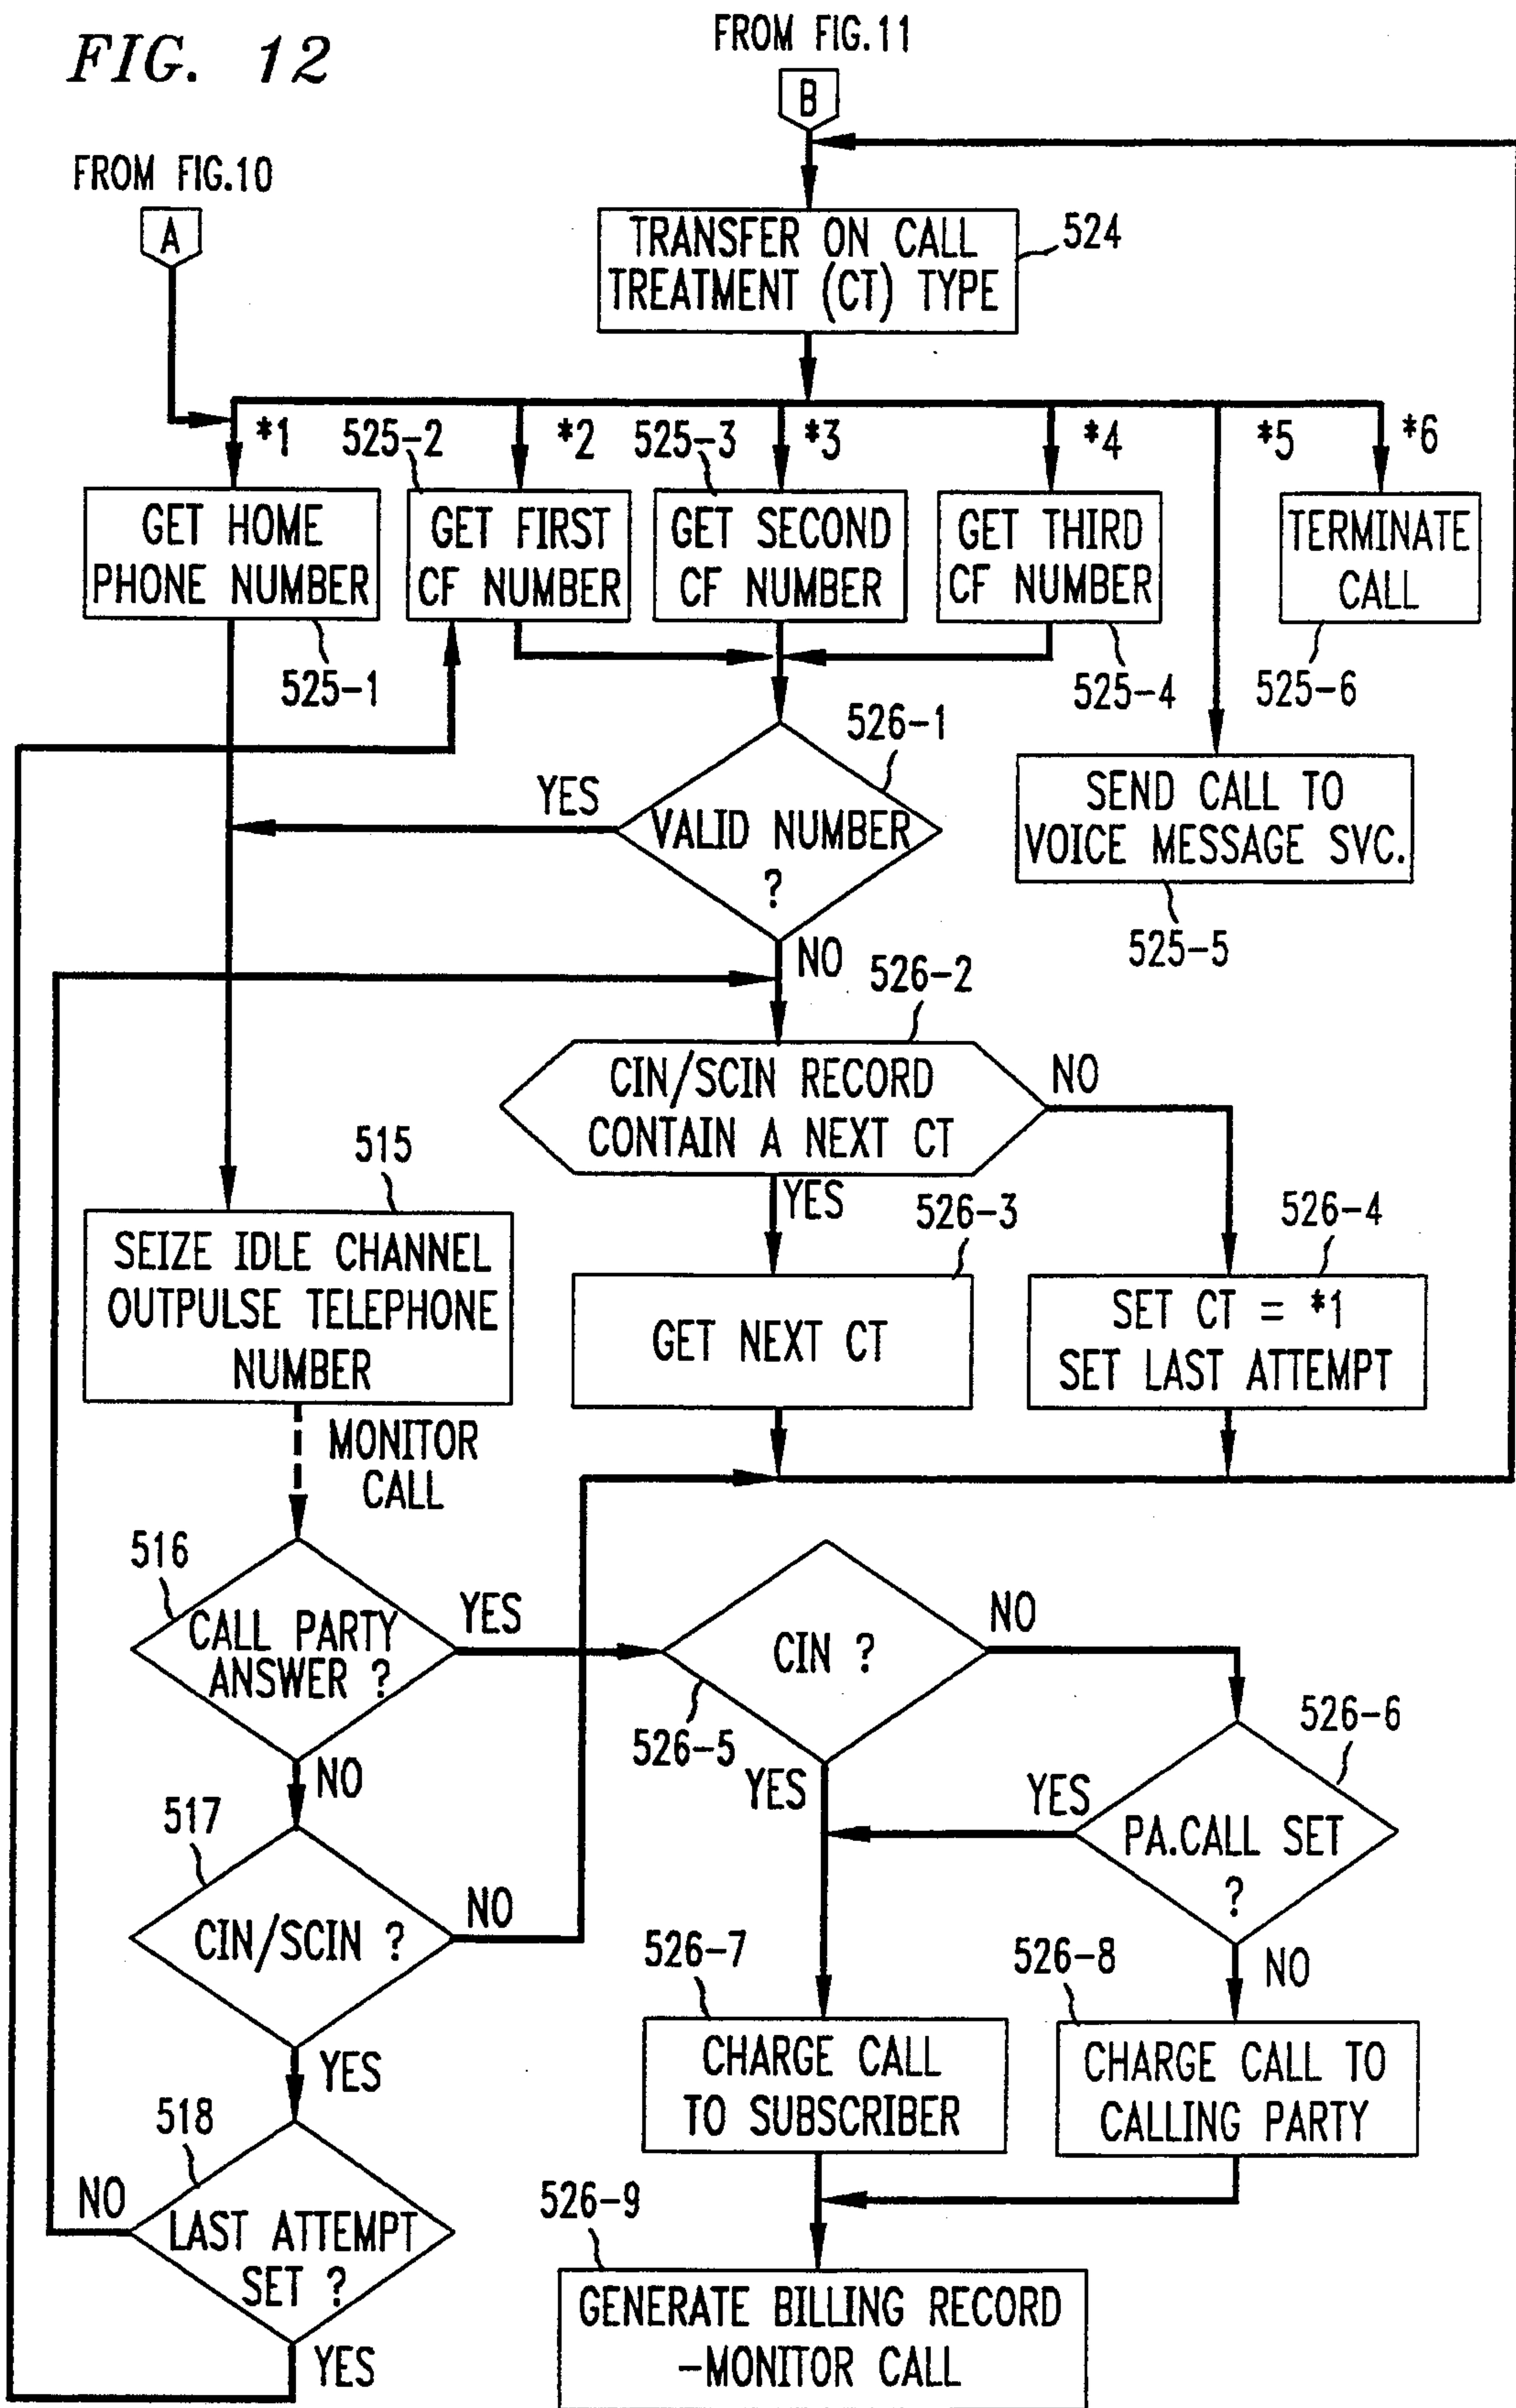 FIG. 12
FROM FIG.11
B
FROM FIG.10
A
TRANSFER ON CALL
TREATMENT (CT) TYPE
524
*1
525-2
*2
525-3
*3
*4
*5
*6
GET HOME
PHONE NUMBER
GET FIRST
CF NUMBER
GET SECOND
CF NUMBER
GET THIRD
CF NUMBER
TERMINATE
CALL
525-1
525-4
525-6
526-1
YES
VALID NUMBER
?
SEND CALL TO
VOICE MESSAGE SVC.
525-5
NO
526-2
CIN/SCIN RECORD
CONTAIN A NEXT CT
NO
YES
515
SEIZE IDLE CHANNEL
OUTPULSE TELEPHONE
NUMBER
526-3
GET NEXT CT
526-4
SET CT = *1
SET LAST ATTEMPT
MONITOR
CALL
516
CALL PARTY
ANSWER ?
YES
NO
CIN ?
526-5
NO
YES
526-6
PA.CALL SET
?
YES
NO
517
CIN/SCIN ?
NO
YES
526-7
CHARGE CALL
TO SUBSCRIBER
526-8
CHARGE CALL TO
CALLING PARTY
518
NO
LAST ATTEMPT
SET ?
YES
526-9
GENERATE BILLING RECORD
-MONITOR CALL